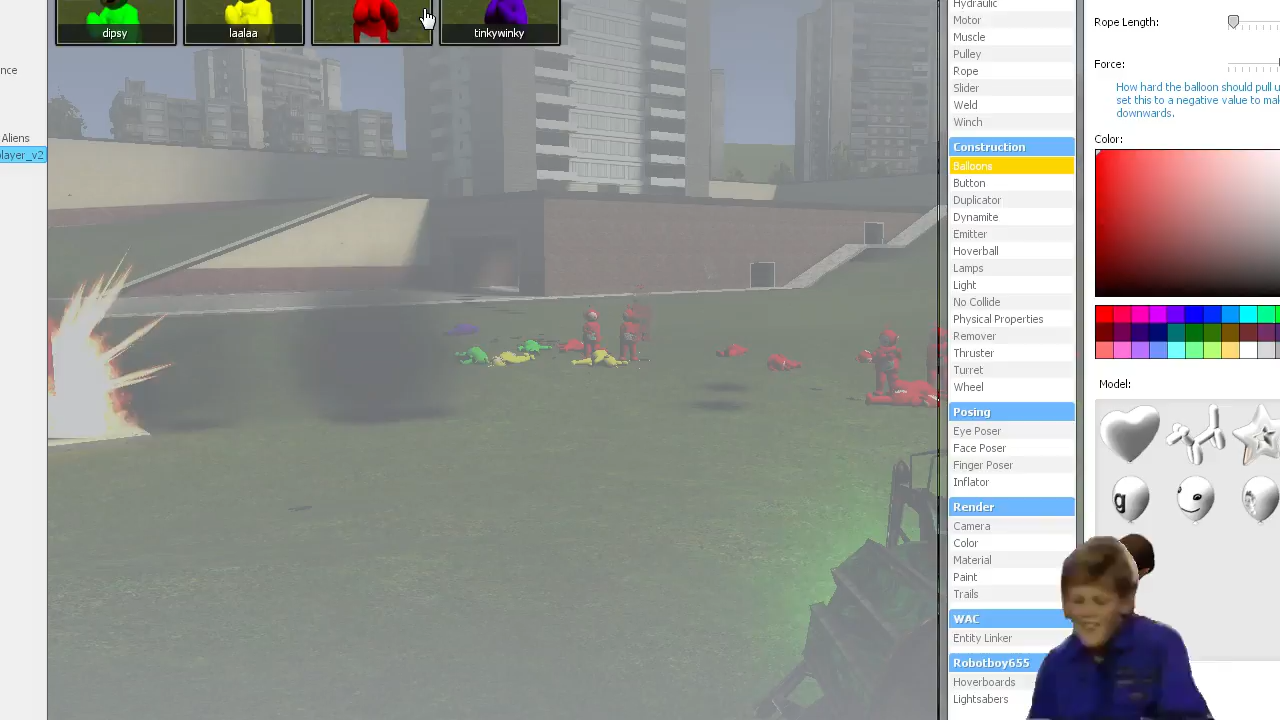 dipsy
laalaa
tinkywinky
nce
Aliens
player_v2
Hydraulic
Motor
Muscle
Pulley
Rope
Slider
Weld
Winch
Construction
Balloons
Button
Duplicator
Dynamite
Emitter
Hoverball
Lamps
Light
No Collide
Physical Properties
Remover
Thruster
Turret
Wheel
Posing
Eye Poser
Face Poser
Finger Poser
Inflator
Render
Camera
Color
Material
Paint
Trails
WAC
Entity Linker
Robotboy655
Hoverboards
Lightsabers
Rope Length:
Force:
How hard the balloon should pull u
set this to a negative value to mak
downwards.
Color:
Model:
g